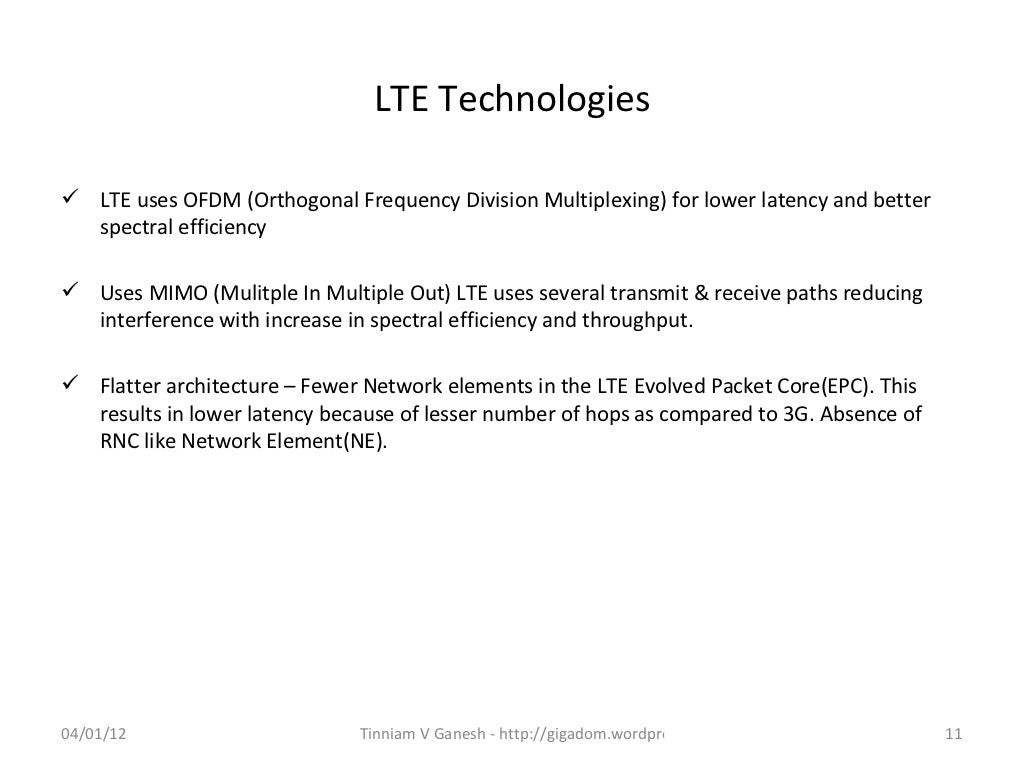 LTE Technologies
✓ LTE uses OFDM (Orthogonal Frequency Division Multiplexing) for lower latency and better
spectral efficiency
✓ Uses MIMO (Mulitple In Multiple Out) LTE uses several transmit & receive paths reducing
interference with increase in spectral efficiency and throughput.
✓ Flatter architecture – Fewer Network elements in the LTE Evolved Packet Core(EPC). This
results in lower latency because of lesser number of hops as compared to 3G. Absence of
RNC like Network Element(NE).
04/01/12 Tinniam V Ganesh - http://gigadom.wordpr 11